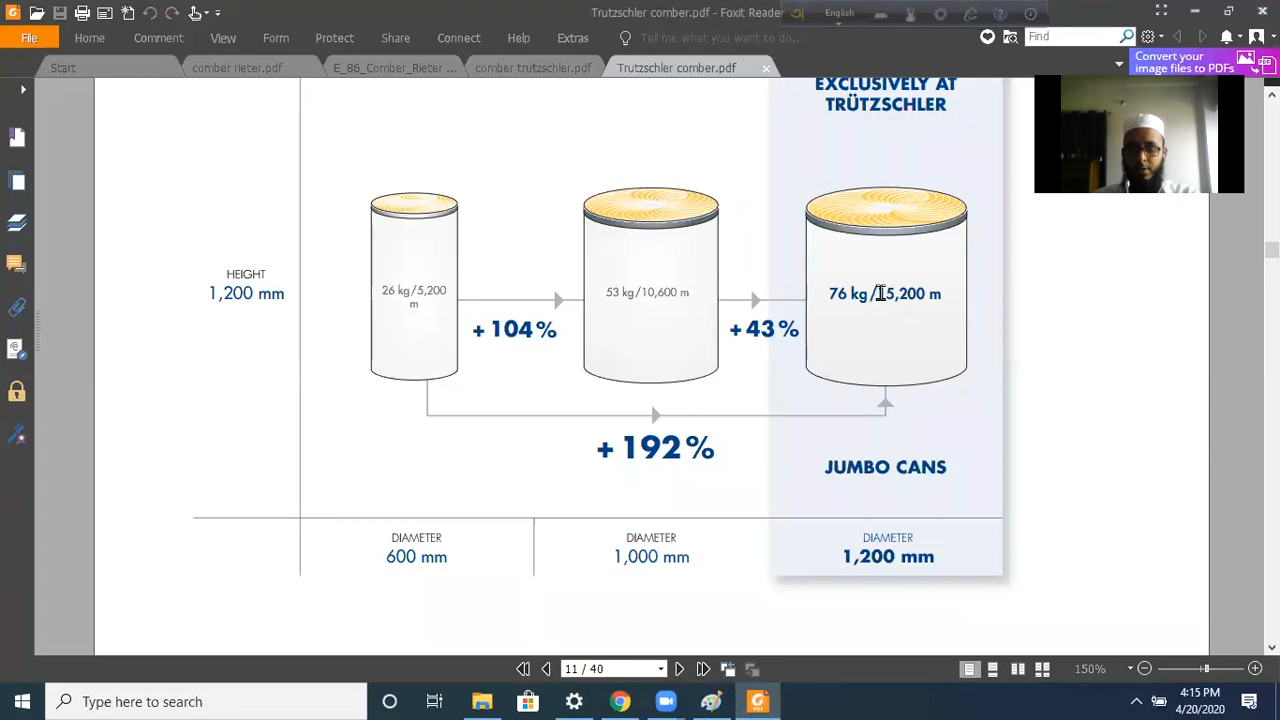 Trutzschler comber.pdf - Foxit Reader
English
File
Home
Comment
View
Form
Protect
Share
Connect
Help
Extras
Tell me what you want to do...
Find
Start
comber rieter.pdf
E_86_Comber_Rieter ...
comber trutzschler.pdf
Trutzschler comber.pdf
Convert your
image files to PDFs
EXCLUSIVELY AT
TRÜTZSCHLER
HEIGHT
1,200 mm
26 kg/5,200
m
+ 104%
53 kg/10,600 m
+ 43%
76 kg/15,200 m
+ 192%
JUMBO CANS
DIAMETER
600 mm
DIAMETER
1,000 mm
DIAMETER
1,200 mm
11 / 40
150%
Type here to search
4:15 PM
4/20/2020